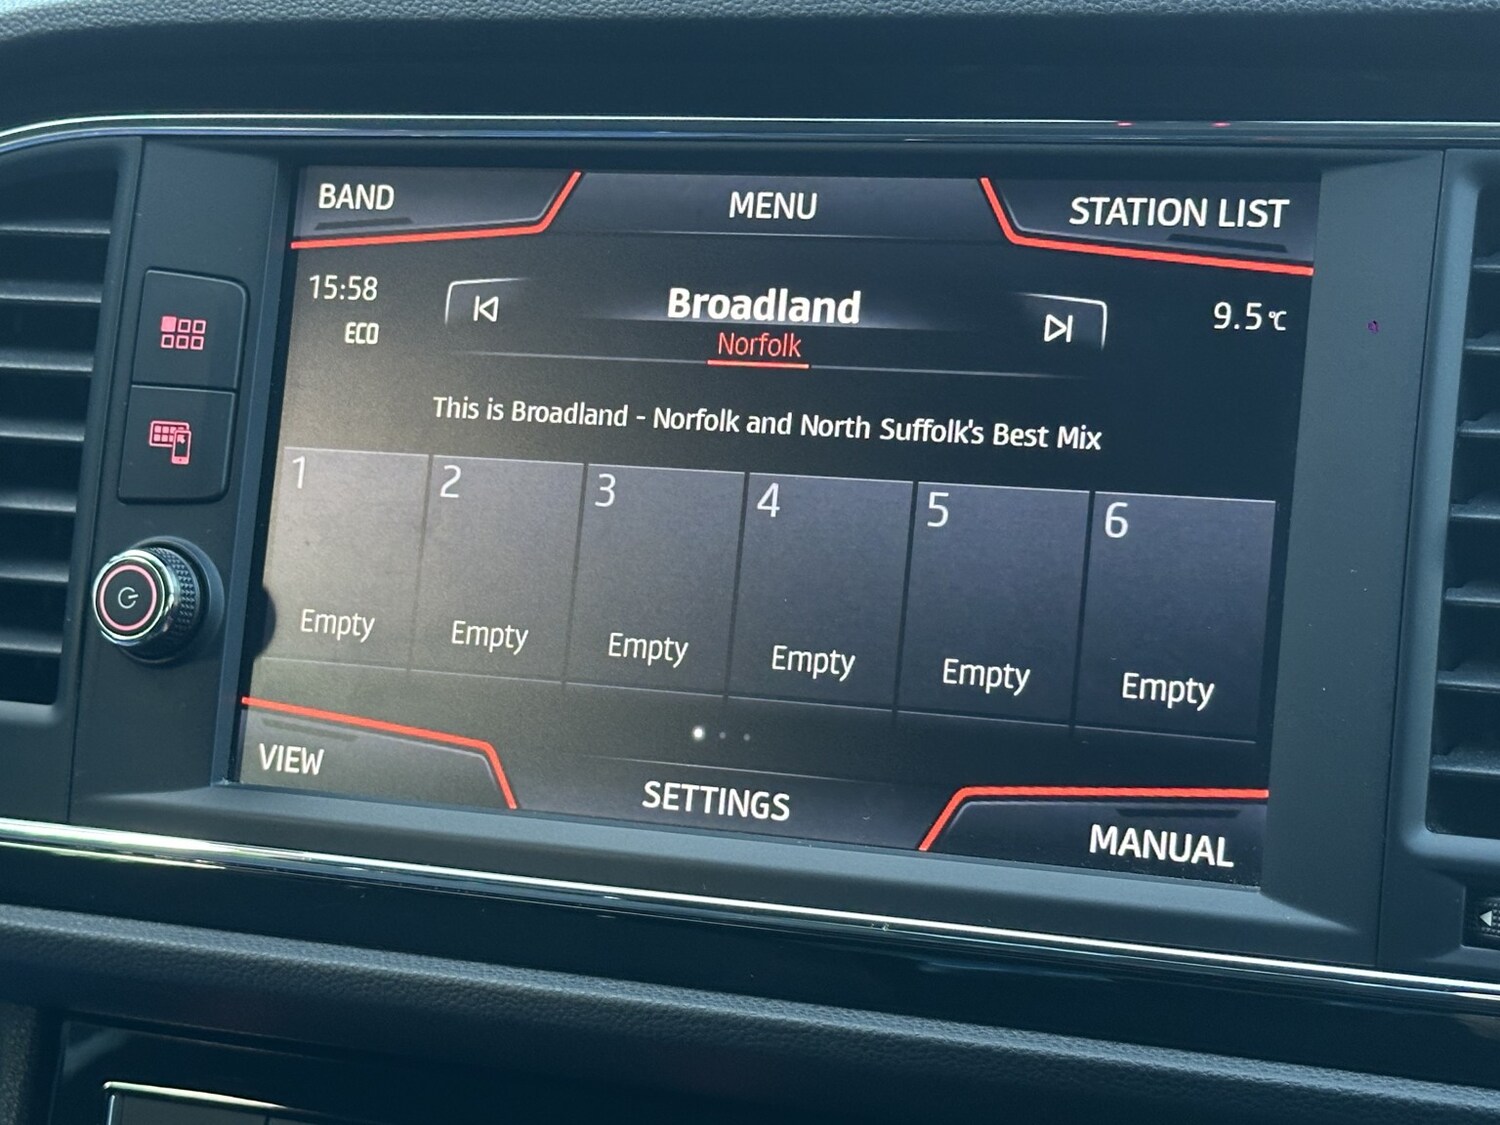 BAND
MENU
STATION LIST
15:58
ECO
Broadland
Norfolk
9.5°C
This is Broadland - Norfolk and North Suffolk's Best Mix
1
2
3
4
5
6
Empty
Empty
Empty
Empty
Empty
Empty
VIEW
SETTINGS
MANUAL